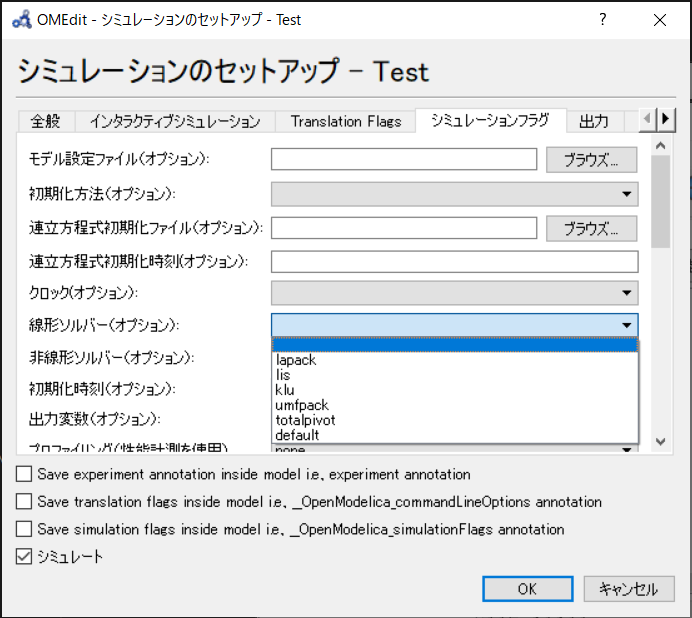 OMEdit - シミュレーションのセットアップ - Test
シミュレーションのセットアップ - Test
全般 インタラクティブシミュレーション Translation Flags シミュレーションフラグ 出力
モデル設定ファイル(オプション): ブラウズ...
初期化方法(オプション):
連立方程式初期化ファイル(オプション): ブラウズ...
連立方程式初期化時刻(オプション):
クロック(オプション):
線形ソルバー(オプション):
非線形ソルバー(オプション):
lapack
lis
初期化時刻(オプション):
klu
umfpack
出力変数(オプション):
totalpivot
default
プロファイリング(性能計測を使用) none
Save experiment annotation inside model i.e. experiment annotation
Save translation flags inside model i.e. __OpenModelica_commandLineOptions annotation
Save simulation flags inside model i.e. __OpenModelica_simulationFlags annotation
シミュレート
OK キャンセル